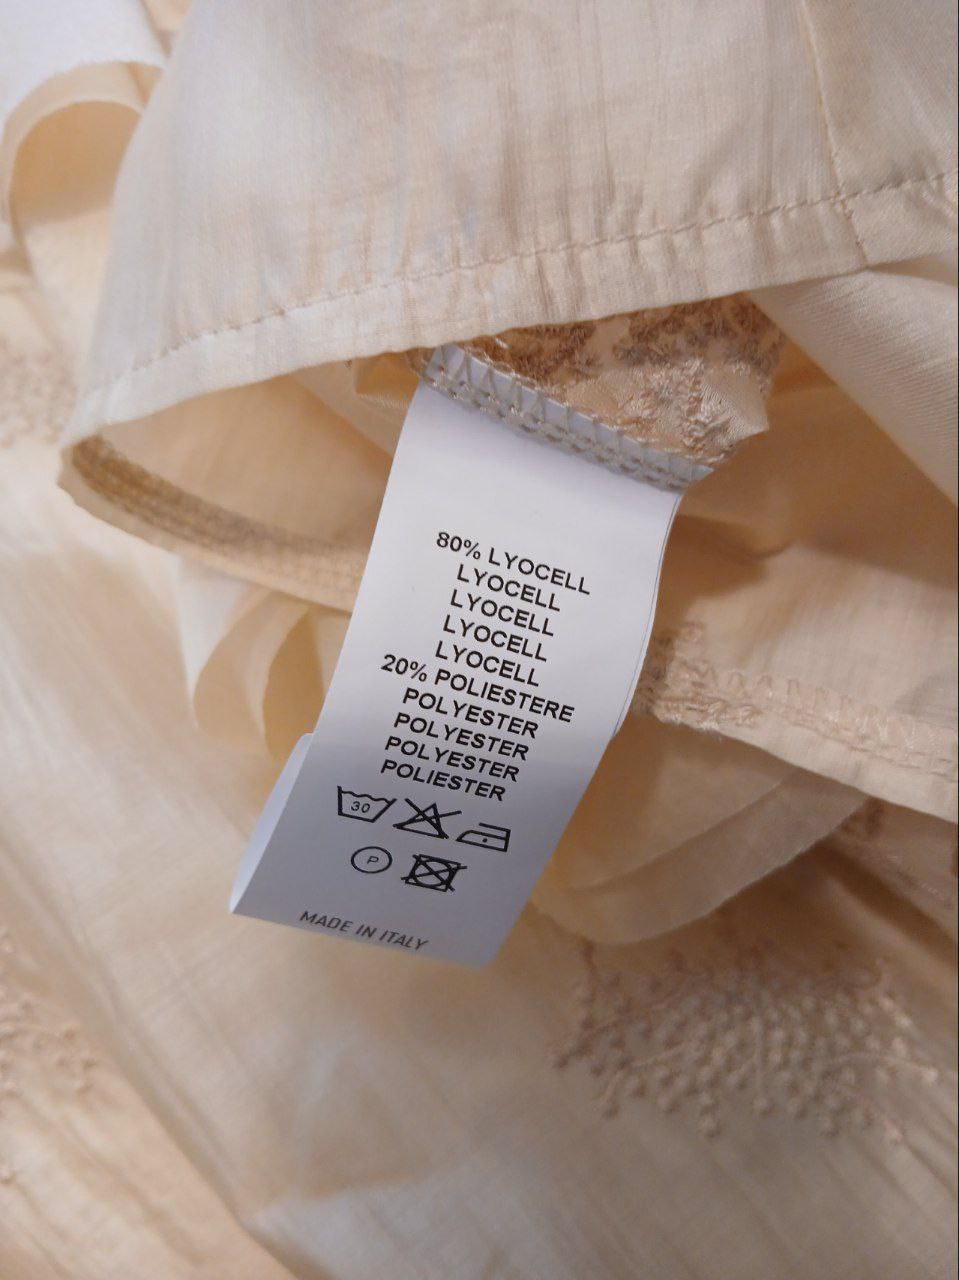 80% LYOCELL
LYOCELL
LYOCELL
LYOCELL
LYOCELL
20% POLIESTERE
POLYESTER
POLYESTER
POLYESTER
POLIESTER
30
P
MADE IN ITALY